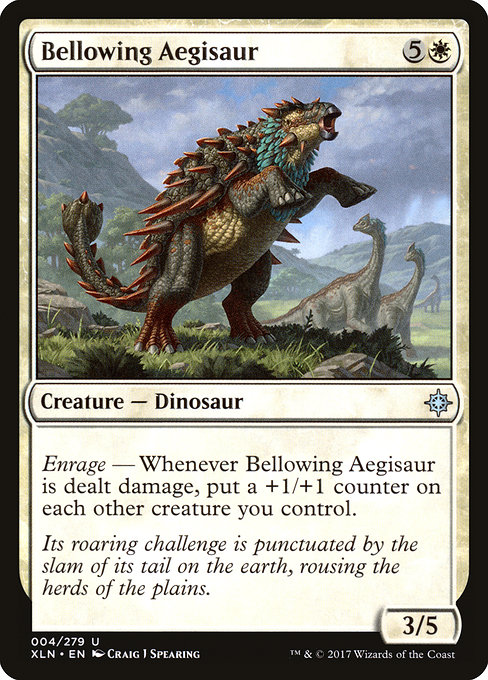 Bellowing Aegisaur 5
Creature — Dinosaur
Enrage — Whenever Bellowing Aegisaur
is dealt damage, put a +1/+1 counter on
each other creature you control.
Its roaring challenge is punctuated by the
slam of its tail on the earth, rousing the
herds of the plains.
3/5
004/279 U
XLN • EN Craig J Spearing
™ & © 2017 Wizards of the Coast